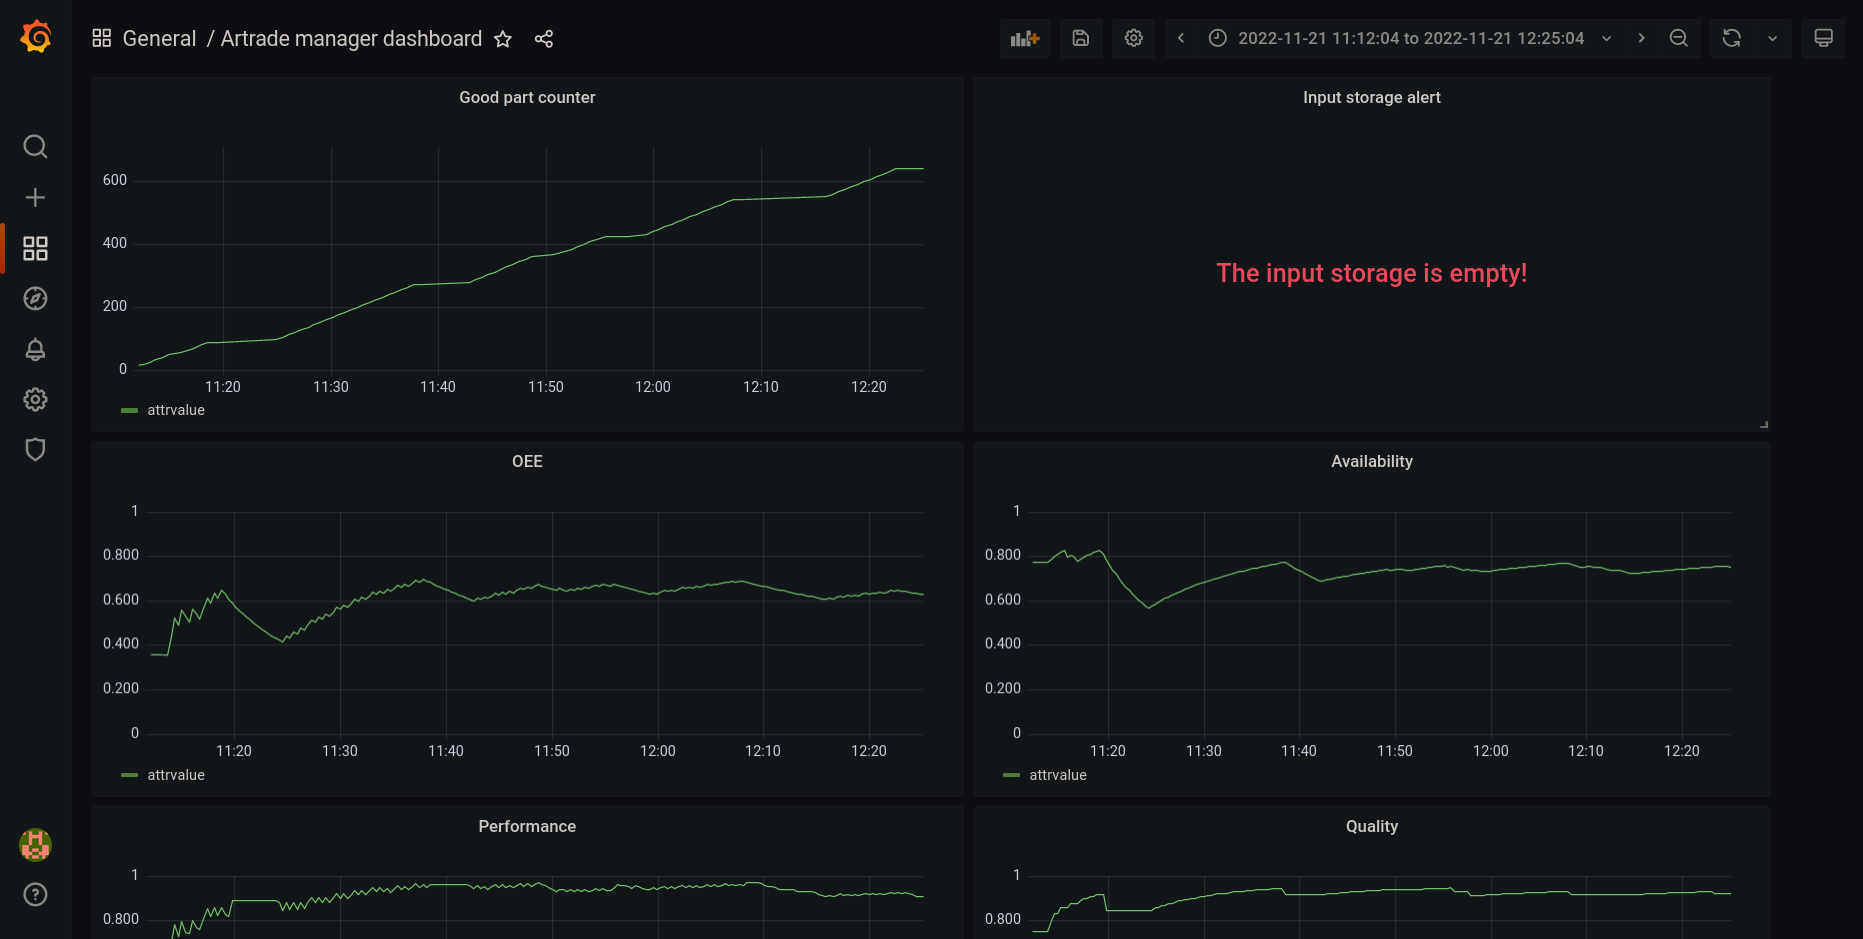 General / Artrade manager dashboard
2022-11-21 11:12:04 to 2022-11-21 12:25:04
Good part counter
600
400
200
0
11:20 11:30 11:40 11:50 12:00 12:10 12:20
attrvalue
Input storage alert
The input storage is empty!
OEE
1
0.800
0.600
0.400
0.200
0
11:20 11:30 11:40 11:50 12:00 12:10 12:20
attrvalue
Availability
1
0.800
0.600
0.400
0.200
0
11:20 11:30 11:40 11:50 12:00 12:10 12:20
attrvalue
Performance
1
0.800
Quality
1
0.800